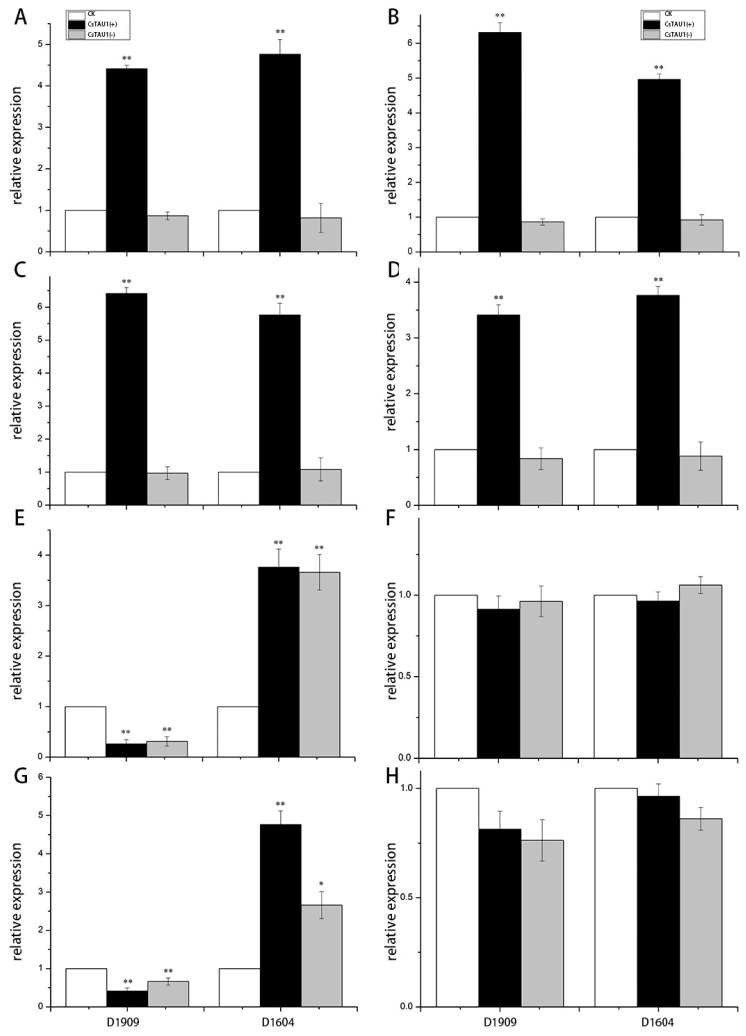 A
CK
CsTAU1(+)
CsTAU1(-)
relative expression
5
4
3
2
1
0
**
**
B
CK
CsTAU1(+)
CsTAU1(-)
relative expression
6
5
4
3
2
1
0
**
**
C
relative expression
6
5
4
3
2
1
0
**
**
D
relative expression
4
3
2
1
0
**
**
E
relative expression
4
3
2
1
0
**
**
**
**
F
relative expression
1.0
0.5
0.0
G
relative expression
6
5
4
3
2
1
0
**
**
**
*
D1909
D1604
H
relative expression
1.0
0.5
0.0
D1909
D1604